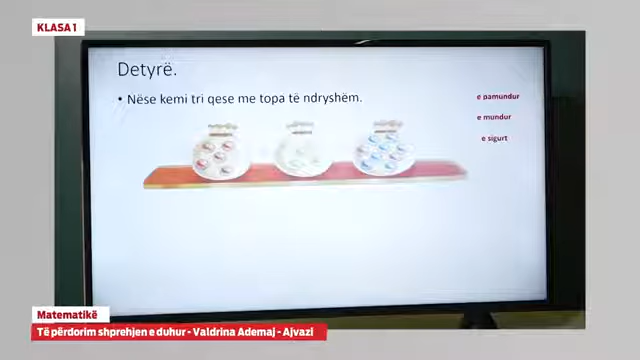 KLASA 1
Detyrë.
• Nëse kemi tri qese me topa të ndryshëm.
e pamundur
e mundur
e sigurt
Matematikë
Të përdorim shprehjen e duhur - Valdrina Ademaj - Ajvazi